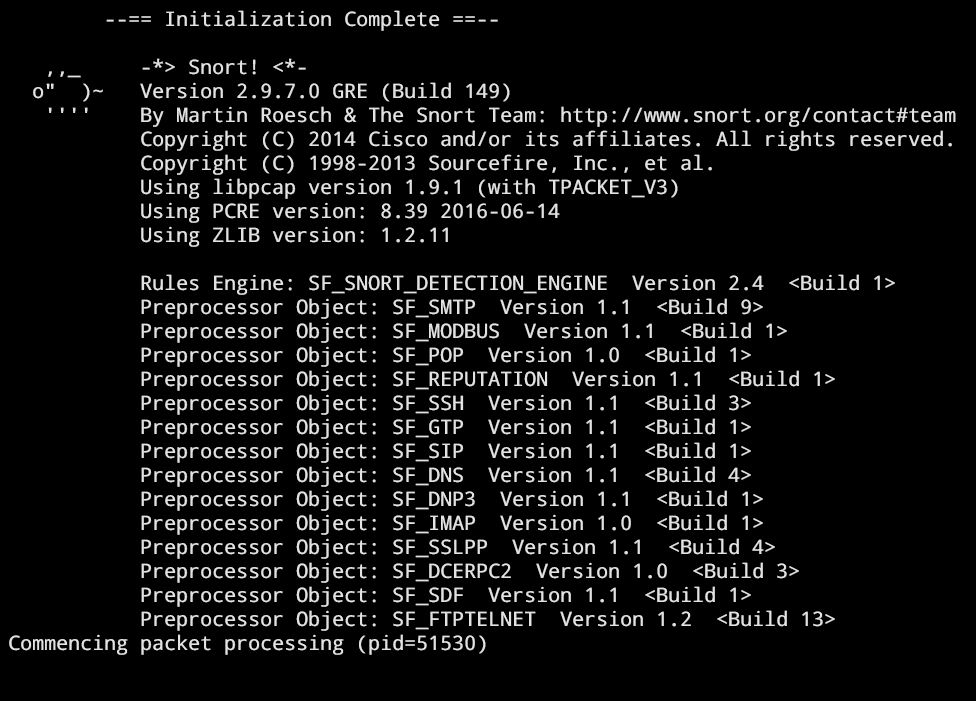 --== Initialization Complete ==--
,,_ -*> Snort! <*-
o" )~ Version 2.9.7.0 GRE (Build 149)
'''' By Martin Roesch & The Snort Team: http://www.snort.org/contact#team
Copyright (C) 2014 Cisco and/or its affiliates. All rights reserved.
Copyright (C) 1998-2013 Sourcefire, Inc., et al.
Using libpcap version 1.9.1 (with TPACKET_V3)
Using PCRE version: 8.39 2016-06-14
Using ZLIB version: 1.2.11
Rules Engine: SF_SNORT_DETECTION_ENGINE Version 2.4 <Build 1>
Preprocessor Object: SF_SMTP Version 1.1 <Build 9>
Preprocessor Object: SF_MODBUS Version 1.1 <Build 1>
Preprocessor Object: SF_POP Version 1.0 <Build 1>
Preprocessor Object: SF_REPUTATION Version 1.1 <Build 1>
Preprocessor Object: SF_SSH Version 1.1 <Build 3>
Preprocessor Object: SF_GTP Version 1.1 <Build 1>
Preprocessor Object: SF_SIP Version 1.1 <Build 1>
Preprocessor Object: SF_DNS Version 1.1 <Build 4>
Preprocessor Object: SF_DNP3 Version 1.1 <Build 1>
Preprocessor Object: SF_IMAP Version 1.0 <Build 1>
Preprocessor Object: SF_SSLPP Version 1.1 <Build 4>
Preprocessor Object: SF_DCERPC2 Version 1.0 <Build 3>
Preprocessor Object: SF_SDF Version 1.1 <Build 1>
Preprocessor Object: SF_FTPTELNET Version 1.2 <Build 13>
Commencing packet processing (pid=51530)